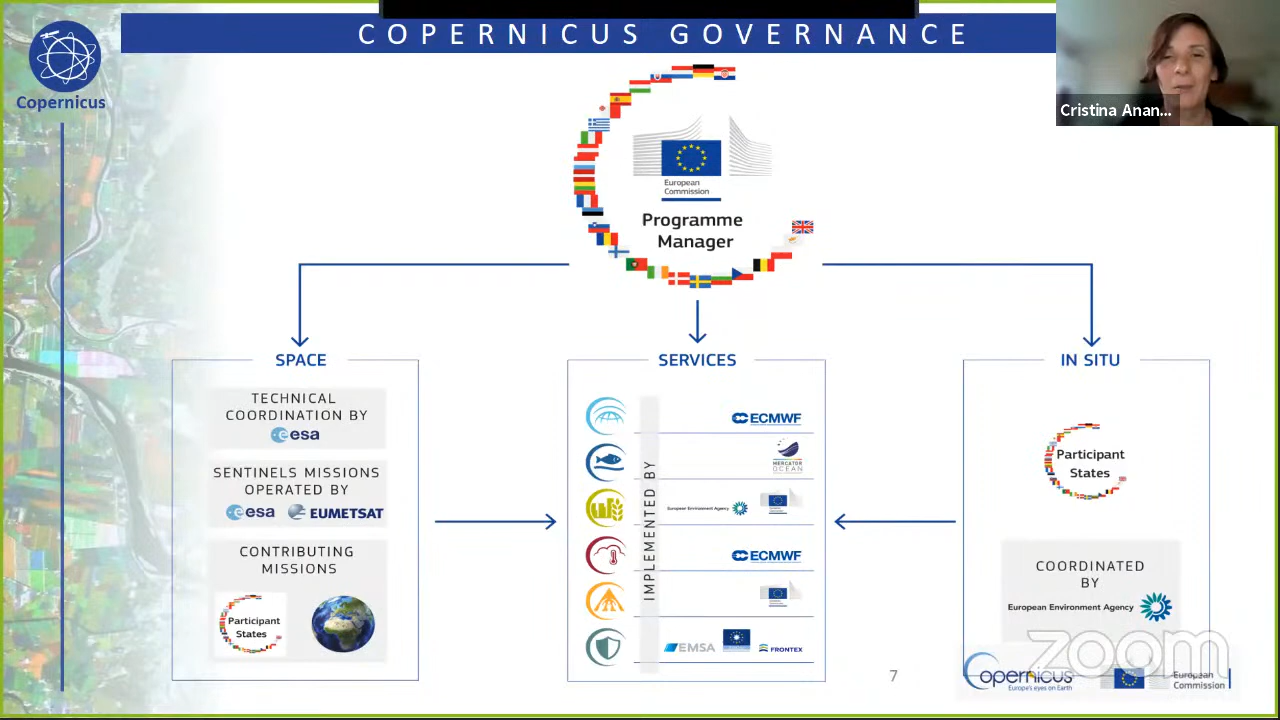 COPERNICUS GOVERNANCE
Copernicus
Cristina Anan...
European
Commission
Programme
Manager
SPACE
TECHNICAL
COORDINATION BY
esa
SENTINELS MISSIONS
OPERATED BY
esa EUMETSAT
CONTRIBUTING
MISSIONS
Participant
States
SERVICES
IMPLEMENTED BY
ECMWF
MERCATOR
OCEAN
European Environment Agency
ECMWF
EMSA
FRONTEX
IN SITU
Participant
States
COORDINATED
BY
European Environment Agency
zoom
7
opernicus
Europe's eyes on Earth
European
Commission